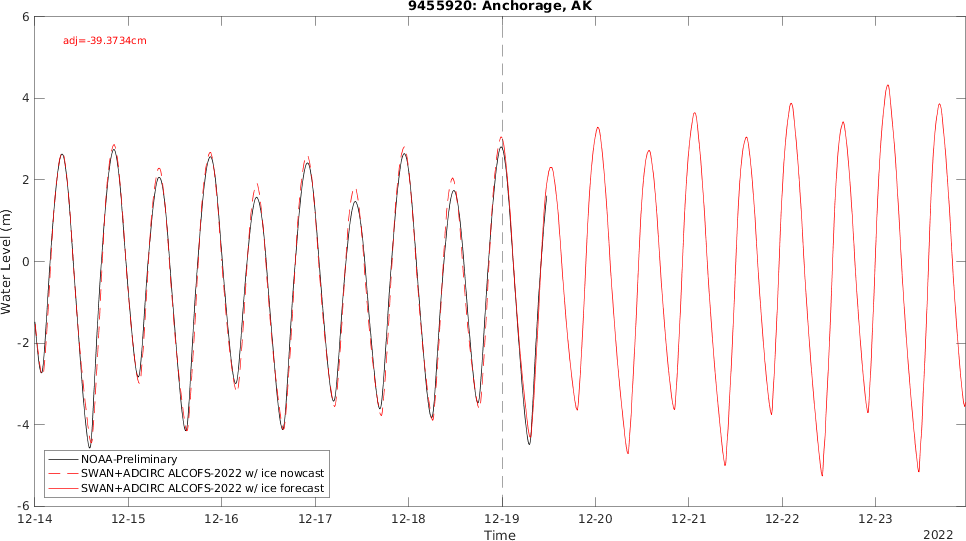 9455920: Anchorage, AK
6
adj=-39.3734cm
4
2
0
-2
-4
-6
Water Level (m)
NOAA-Preliminary
SWAN+ADCIRC ALCOFS-2022 w/ ice nowcast
SWAN+ADCIRC ALCOFS-2022 w/ ice forecast
12-14 12-15 12-16 12-17 12-18 12-19 12-20 12-21 12-22 12-23
Time
2022